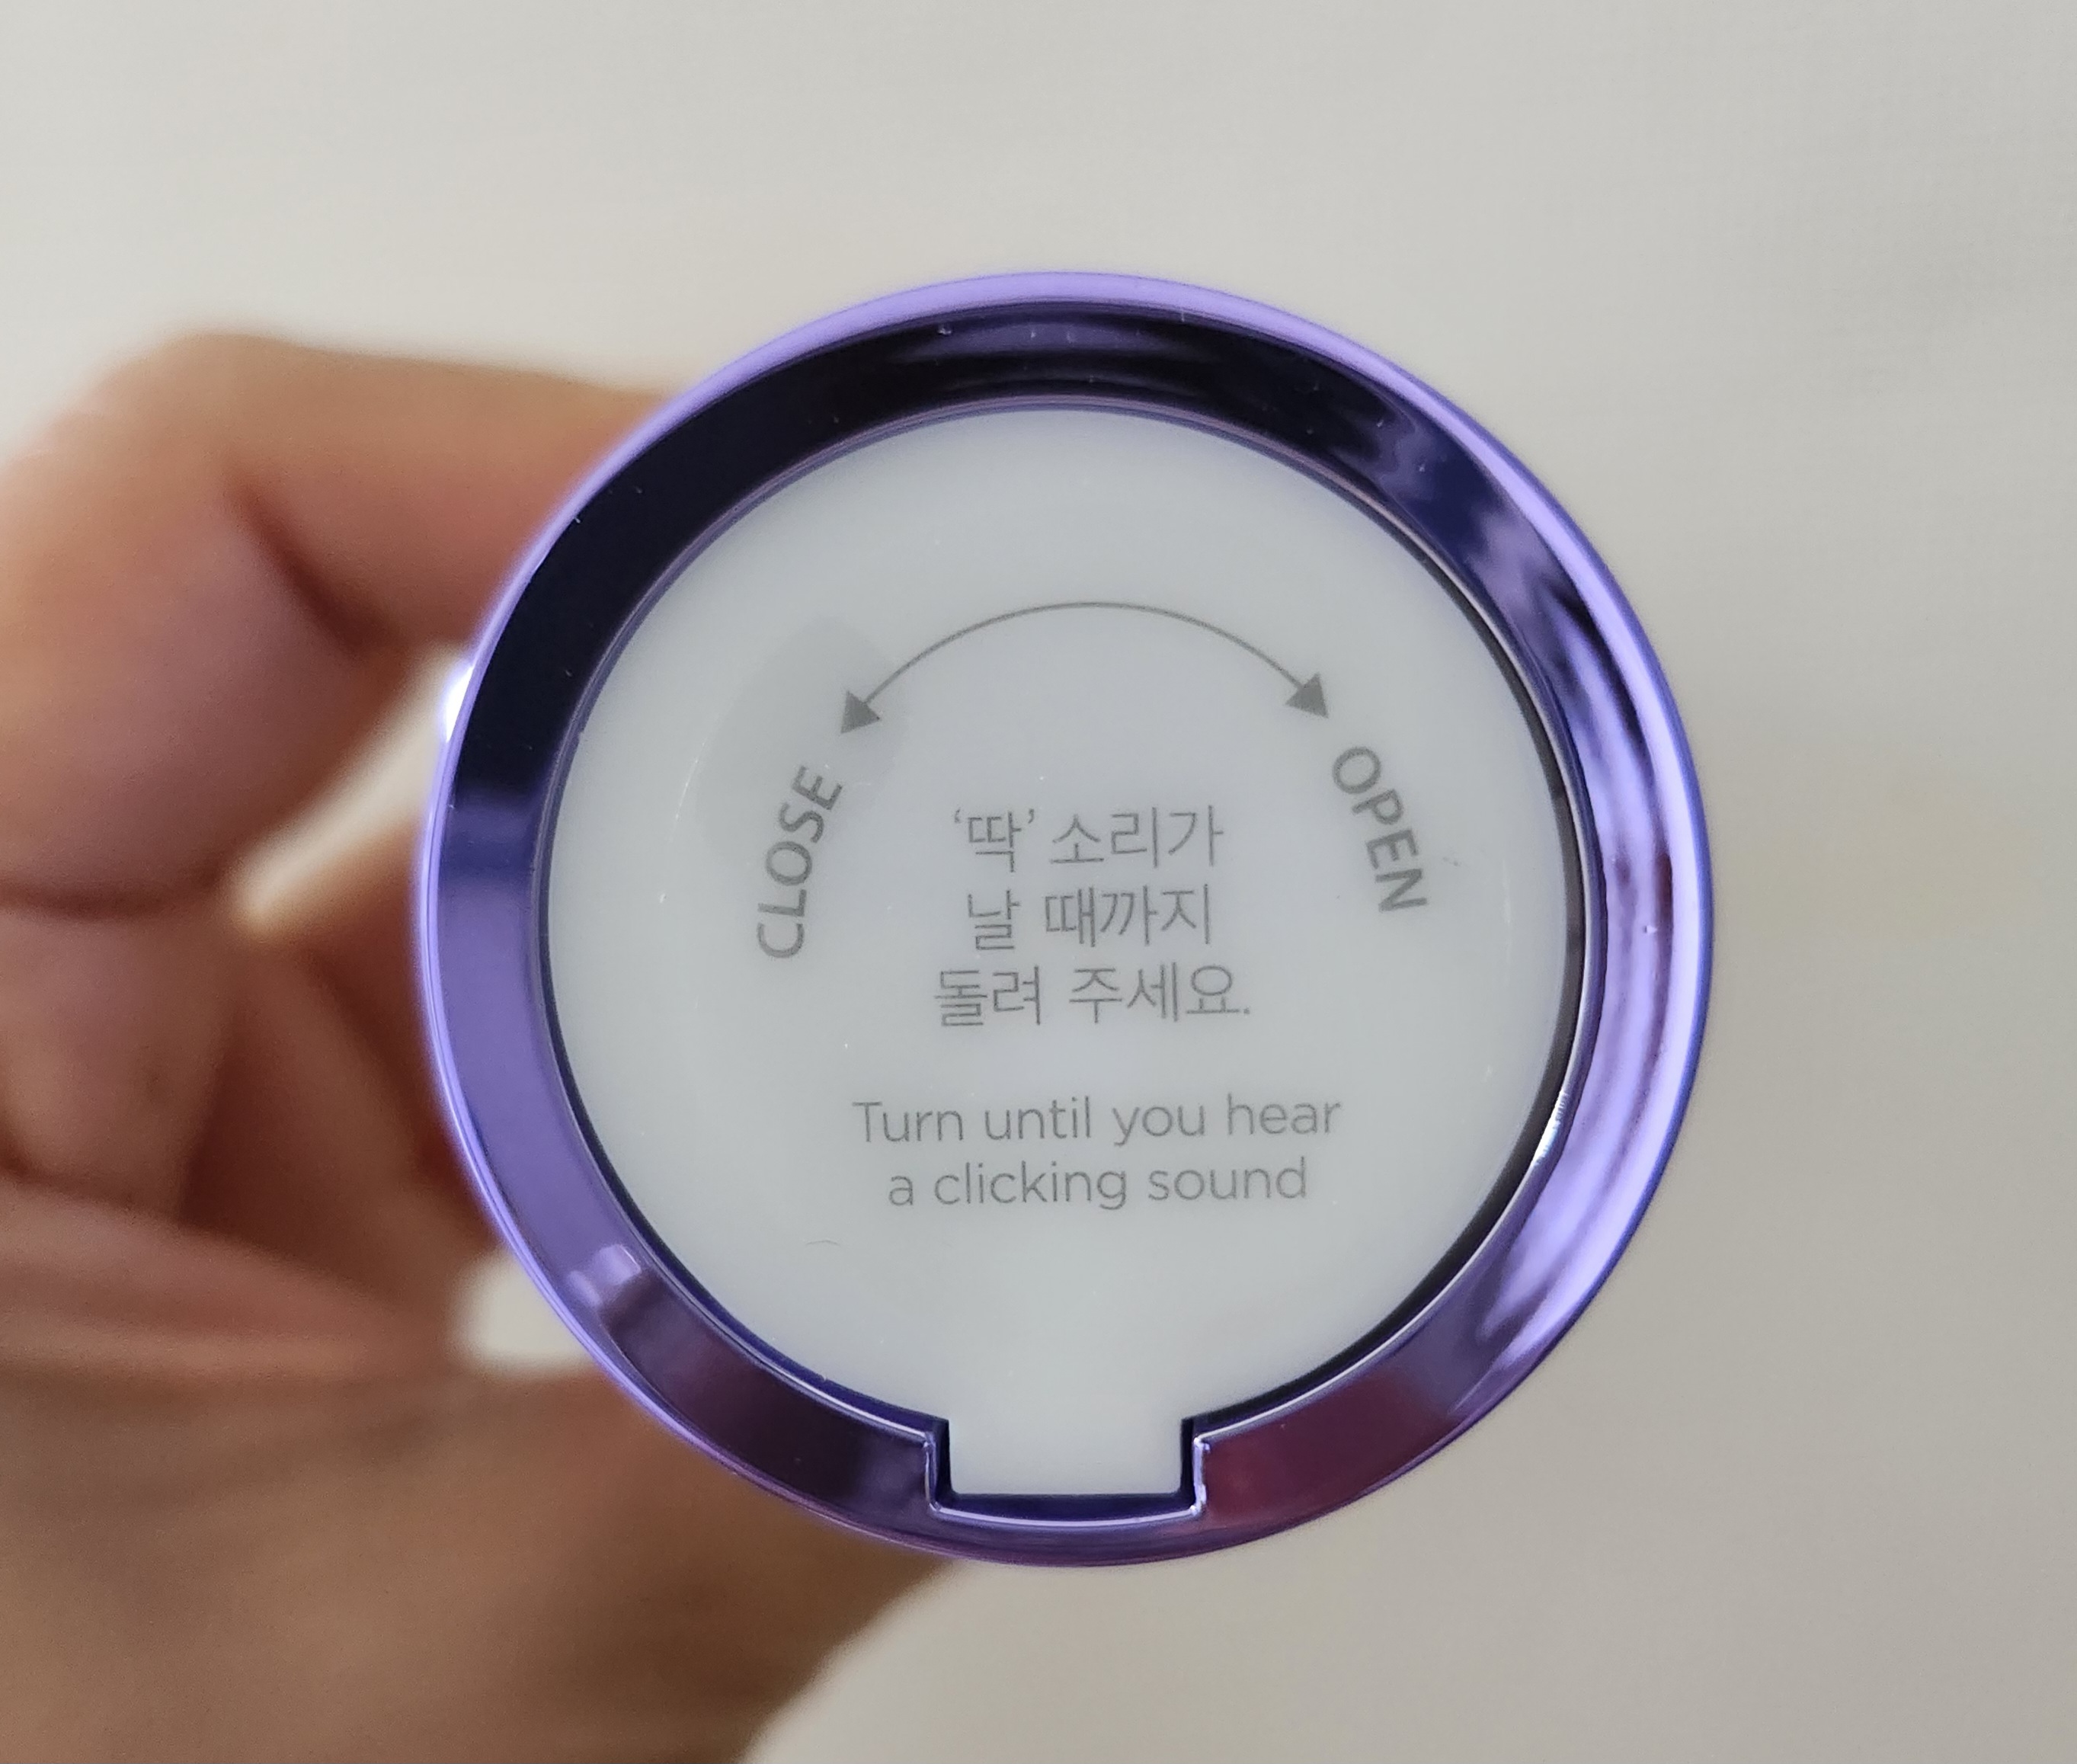 CLOSE
OPEN
‘딱’ 소리가
날 때까지
돌려 주세요.
Turn until you hear
a clicking sound